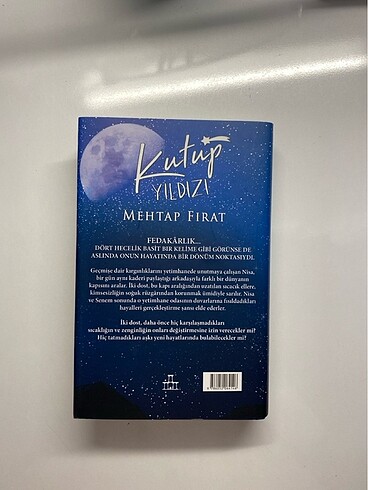 Kutup
YILDIZI
MEHTAP FIRAT
FEDAKÂRLIK...
DÖRT HECELİK BASİT BİR KELİME GİBİ GÖRÜNSE DE
ASLINDA ONUN HAYATINDA BİR DÖNÜM NOKTASIYDI.
Geçmişe dair kırgınlıklarını yetimhanede unutmaya çalışan Nisa,
bir gün aynı kaderi paylaştığı arkadaşıyla farklı bir dünyanın
kapısını aralar. İki kapı aralığından uzatılan sıcacık ellere,
kimsesizliğin soğuk rüzgârından korunmak ümidiyle sarılır. Nisa
ve Senem sonunda o yetimhane odasının duvarlarına fısıldadıkları
hayalleri gerçekleştirme şansı elde ederler.
İki dost, daha önce hiç karşılaşmadıkları
sıcaklığın ve zenginliğin onları değiştirmesine izin verecekler mi?
Hiç tatmadıkları aşkı yeni hayatlarında bulabilecekler mi?